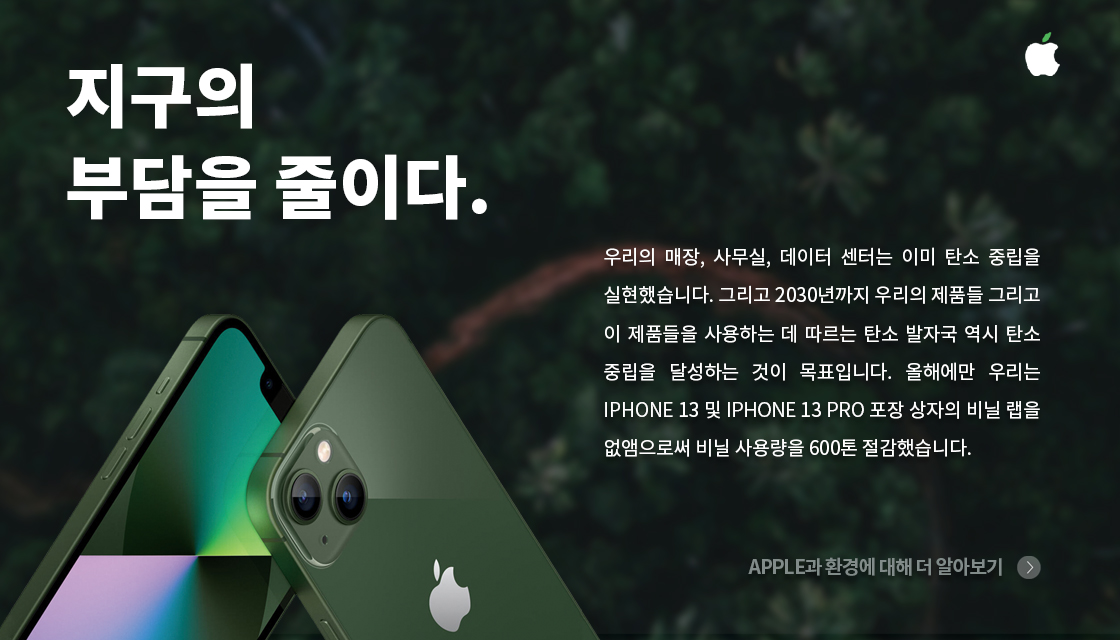 지구의
부담을 줄이다.
우리의 매장, 사무실, 데이터 센터는 이미 탄소 중립을
실현했습니다. 그리고 2030년까지 우리의 제품들 그리고
이 제품들을 사용하는 데 따르는 탄소 발자국 역시 탄소
중립을 달성하는 것이 목표입니다. 올해에만 우리는
IPHONE 13 및 IPHONE 13 PRO 포장 상자의 비닐 랩을
없앰으로써 비닐 사용량을 600톤 절감했습니다.
APPLE과 환경에 대해 더 알아보기